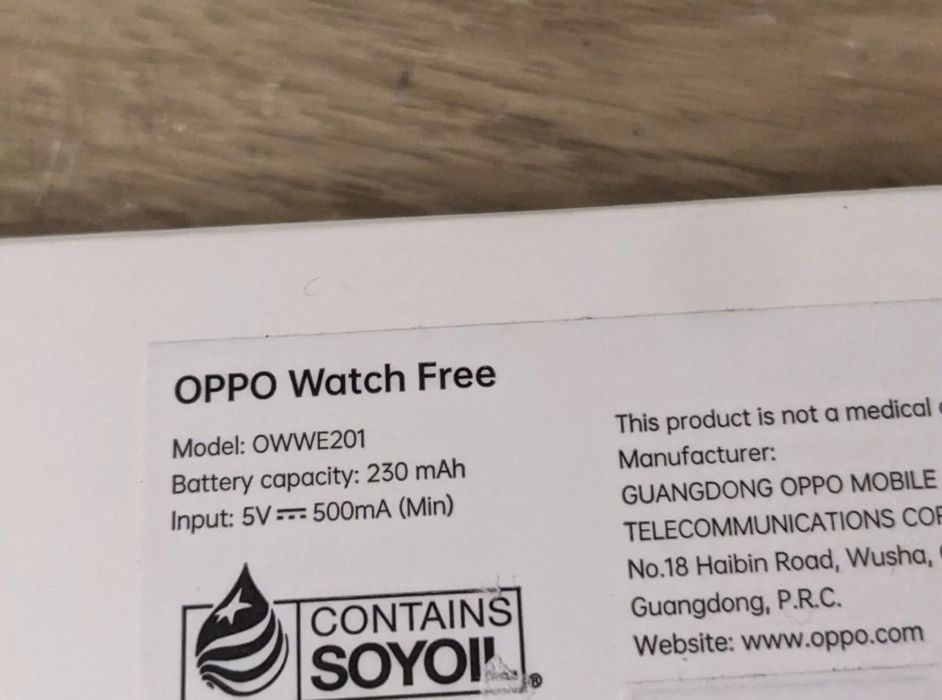 OPPO Watch Free
Model: OWWE201
Battery capacity: 230 mAh
Input: 5V⎓500mA (Min)
CONTAINS
SOYOIL®
This product is not a medical
Manufacturer:
GUANGDONG OPPO MOBILE
TELECOMMUNICATIONS
No.18 Haibin Road, Wusha,
Guangdong, P.R.C.
Website: www.oppo.com